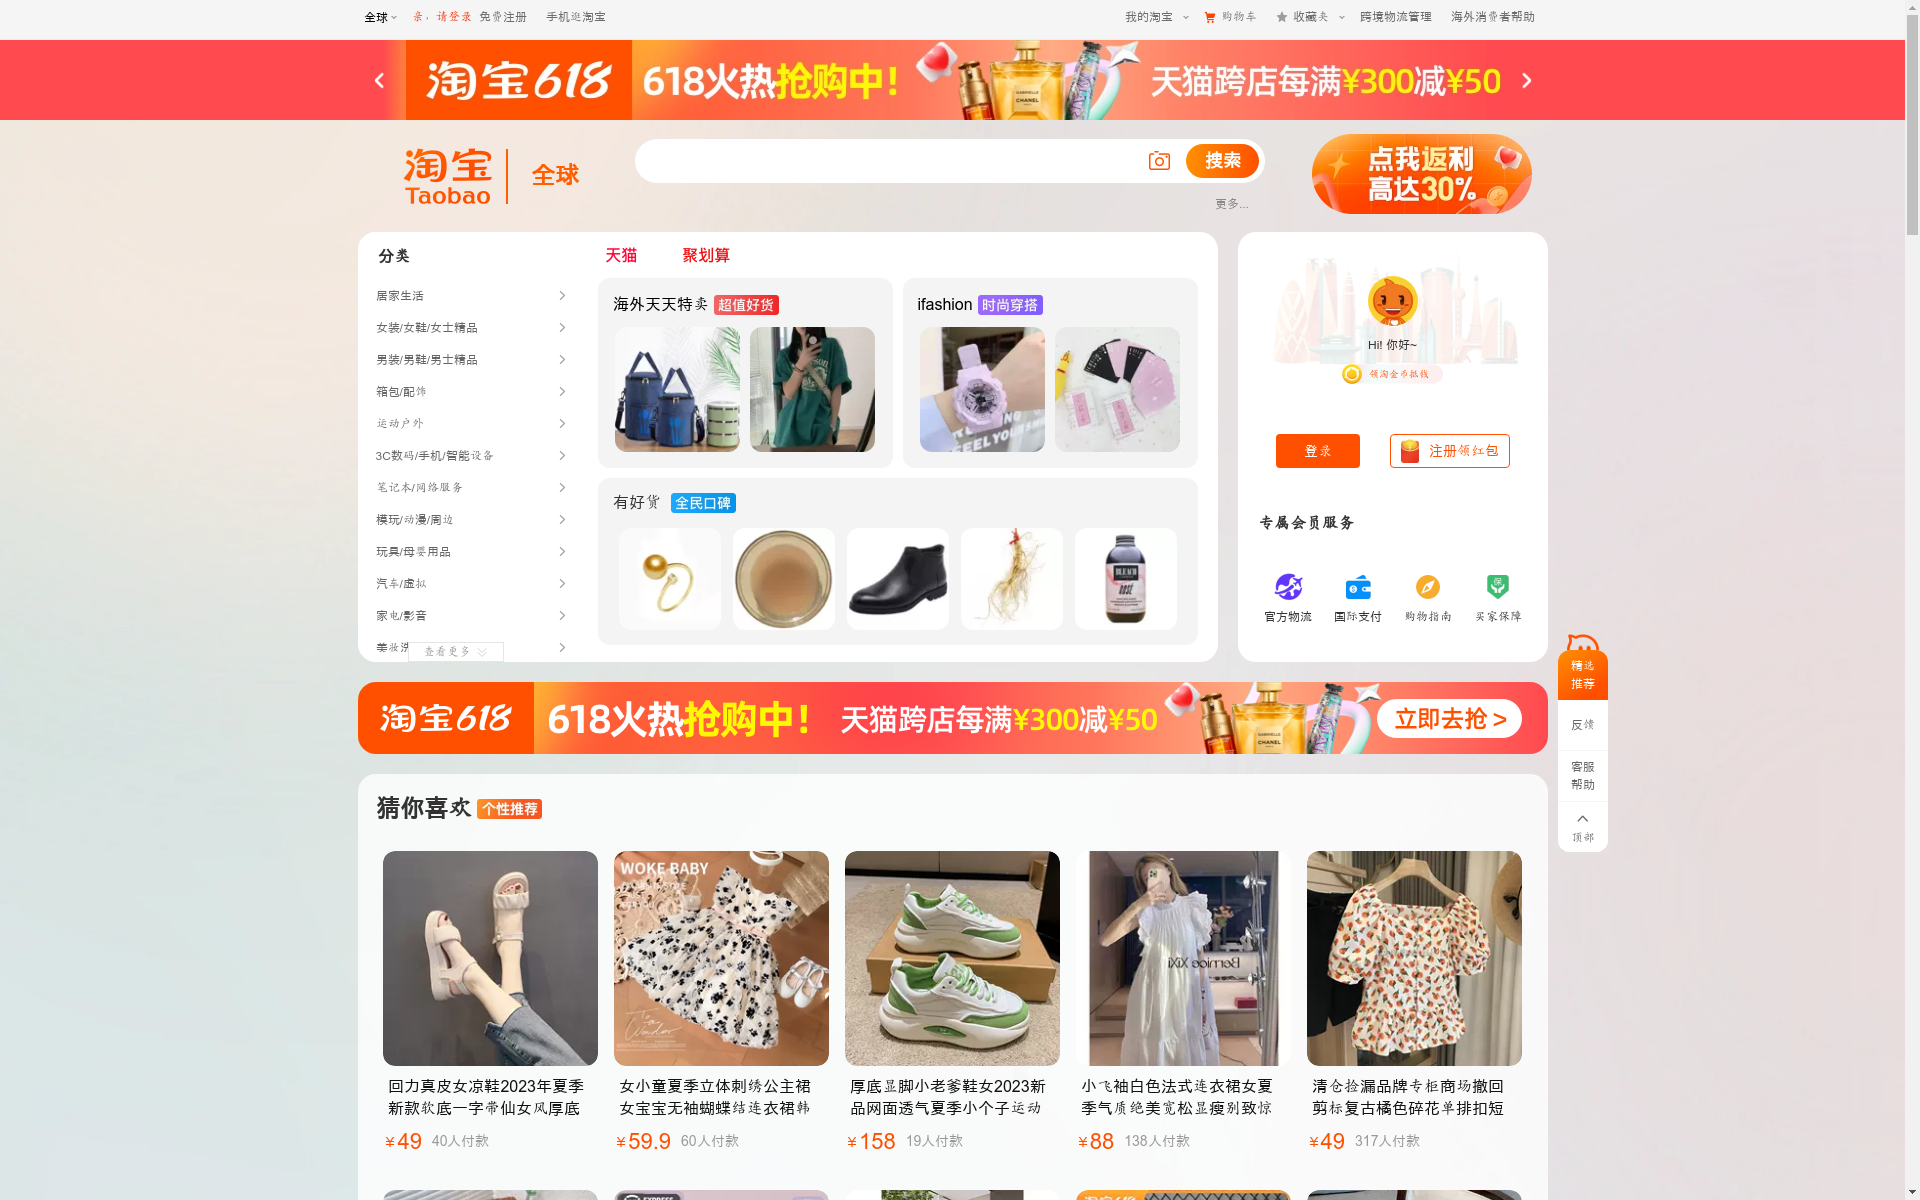 全球
亲，请登录 免费注册 手机逛淘宝
我的淘宝 购物车 收藏夹 跨境物流管理 海外消费者帮助
淘宝618 618火热抢购中！ 天猫跨店每满¥300减¥50
淘宝
Taobao
全球
搜索
更多...
点我返利
高达30%
分类
居家生活
女装/女鞋/女士精品
男装/男鞋/男士精品
箱包/配饰
运动户外
3C数码/手机/智能设备
笔记本/网络服务
模玩/动漫/周边
玩具/母婴用品
汽车/虚拟
家电/影音
美妆洗
查看更多
天猫 聚划算
海外天天特卖 超值好货
ifashion 时尚穿搭
有好货 全民口碑
BLEACH
ROSE
Hi! 你好~
领淘金币抵钱
登录 注册领红包
专属会员服务
官方物流 国际支付 购物指南 买家保障
淘宝618 618火热抢购中！ 天猫跨店每满¥300减¥50 立即去抢 >
CHANEL
精选
推荐
反馈
客服
帮助
顶部
猜你喜欢 个性推荐
WOKE BABY
Bernice XiXi
回力真皮女凉鞋2023年夏季
新款软底一字带仙女风厚底
¥49 40人付款
女小童夏季立体刺绣公主裙
女宝宝无袖蝴蝶结连衣裙韩
¥59.9 60人付款
厚底显脚小老爹鞋女2023新
品网面透气夏季小个子运动
¥158 19人付款
小飞袖白色法式连衣裙女夏
季气质绝美宽松显瘦别致惊
¥88 138人付款
清仓捡漏品牌专柜商场撤回
剪标复古橘色碎花单排扣短
¥49 317人付款
EXPRESS
淘宝618